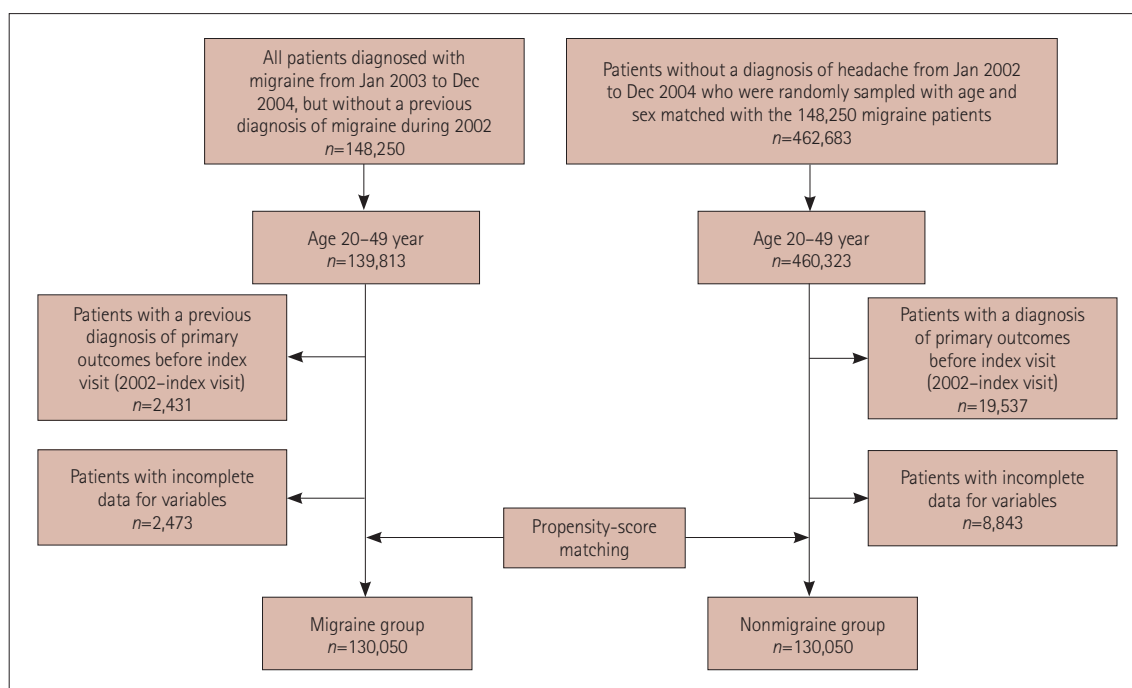 All patients diagnosed with
migraine from Jan 2003 to Dec
2004, but without a previous
diagnosis of migraine during 2002
n=148,250
Patients without a diagnosis of headache from Jan 2002
to Dec 2004 who were randomly sampled with age and
sex matched with the 148,250 migraine patients
n=462,683
Age 20–49 year
n=139,813
Age 20–49 year
n=460,323
Patients with a previous
diagnosis of primary
outcomes before index
visit (2002–index visit)
n=2,431
Patients with a diagnosis
of primary outcomes
before index visit
(2002–index visit)
n=19,537
Patients with incomplete
data for variables
n=2,473
Patients with incomplete
data for variables
n=8,843
Propensity-score
matching
Migraine group
n=130,050
Nonmigraine group
n=130,050